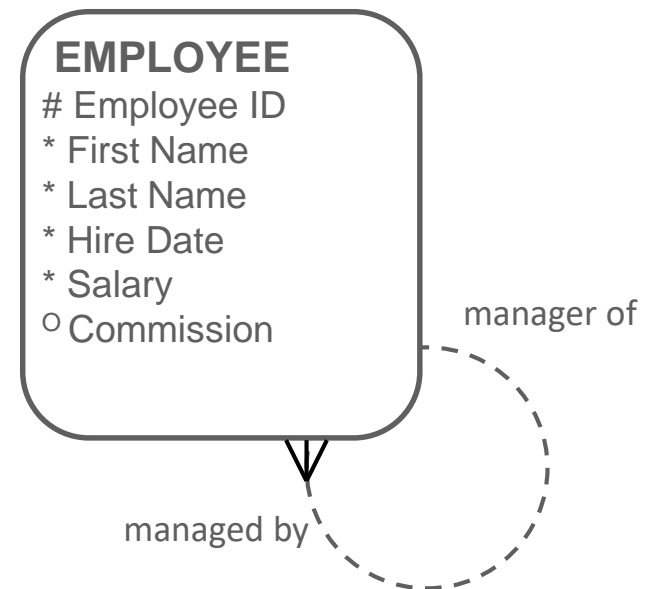 EMPLOYEE
# Employee ID
* First Name
* Last Name
* Hire Date
* Salary
O Commission
manager of
managed by